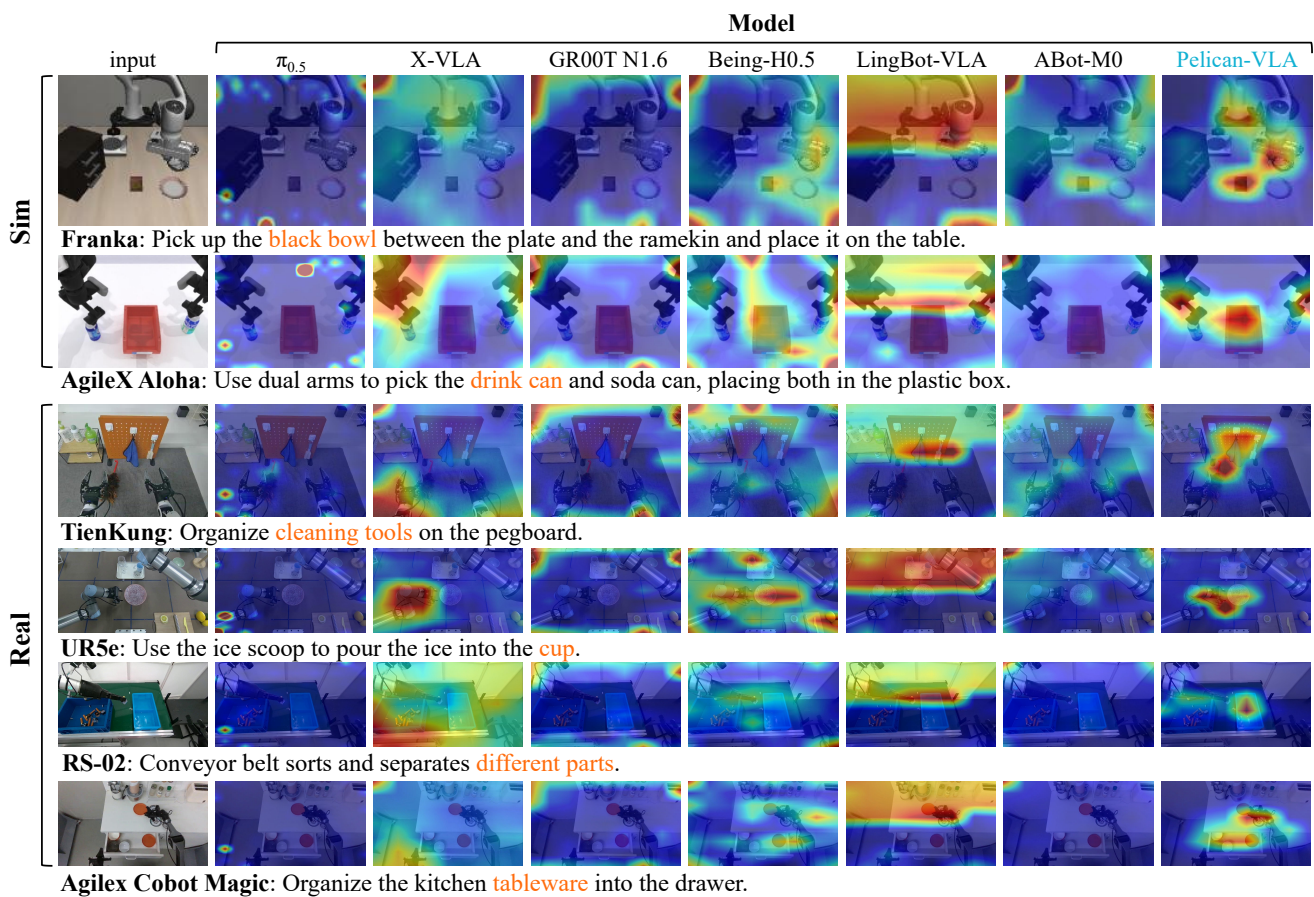 Model
input
π0.5
X-VLA
GR00T N1.6
Being-H0.5
LingBot-VLA
ABot-M0
Pelican-VLA
Sim
Franka: Pick up the black bowl between the plate and the ramekin and place it on the table.
AgileX Aloha: Use dual arms to pick the drink can and soda can, placing both in the plastic box.
Real
TienKung: Organize cleaning tools on the pegboard.
UR5e: Use the ice scoop to pour the ice into the cup.
RS-02: Conveyor belt sorts and separates different parts.
Agilex Cobot Magic: Organize the kitchen tableware into the drawer.